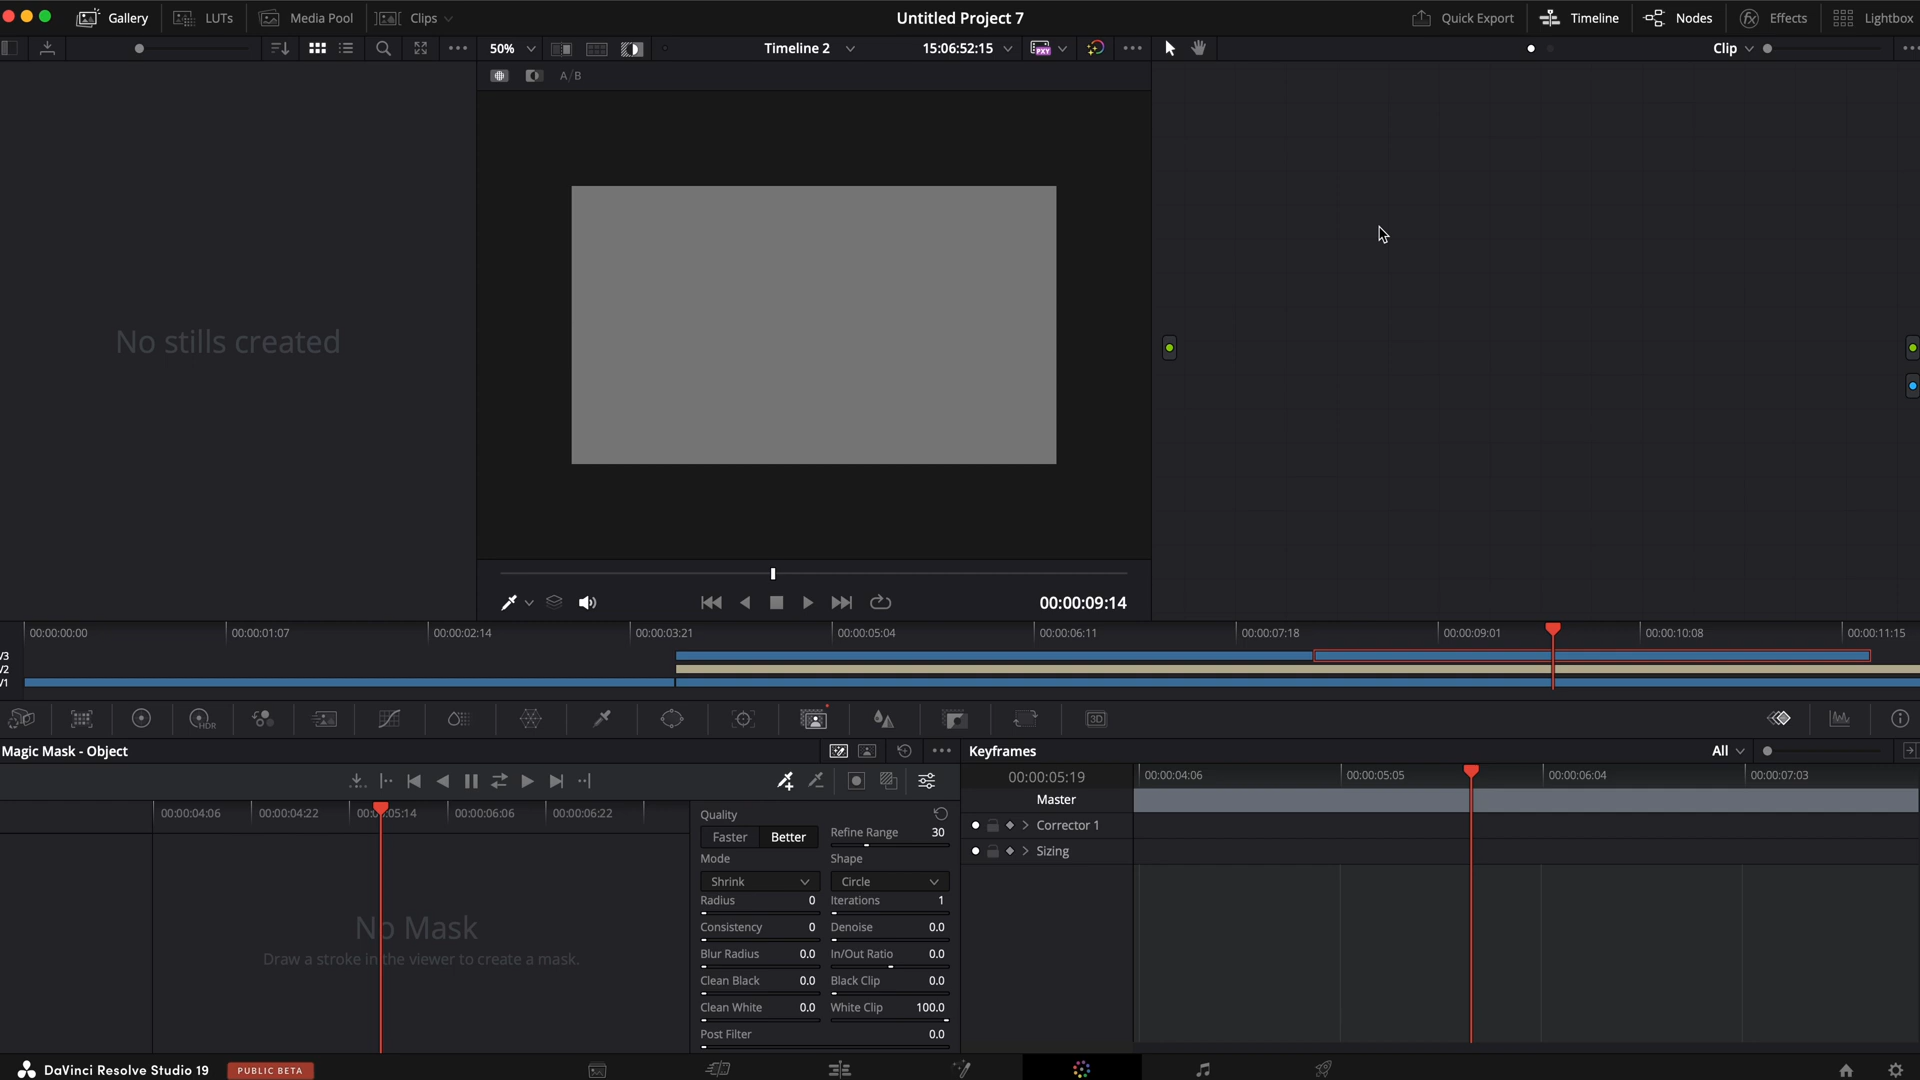 Gallery LUTs Media Pool Clips Untitled Project 7 Quick Export Timeline Nodes Effects Lightbox
50% Timeline 2 15:06:52:15 PXY Clip
A/B
No stills created
00:00:09:14
00:00:00:00 00:00:01:07 00:00:02:14 00:00:03:21 00:00:05:04 00:00:06:11 00:00:07:18 00:00:09:01 00:00:10:08 00:00:11:15
V3
V2
V1
HDR 3D
Magic Mask - Object Keyframes All
00:00:05:19 00:00:04:06 00:00:05:05 00:00:06:04 00:00:07:03
Master
Corrector 1
Sizing
00:00:04:06 00:00:04:22 00:00:05:14 00:00:06:06 00:00:06:22
No Mask
Draw a stroke in the viewer to create a mask.
Quality
Faster Better Refine Range 30
Mode Shape
Shrink Circle
Radius 0 Iterations 1
Consistency 0 Denoise 0.0
Blur Radius 0.0 In/Out Ratio 0.0
Clean Black 0.0 Black Clip 0.0
Clean White 0.0 White Clip 100.0
Post Filter 0.0
DaVinci Resolve Studio 19 PUBLIC BETA